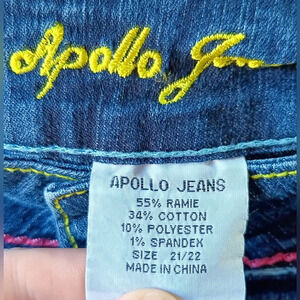 Apollo
APOLLO JEANS
55% RAMIE
34% COTTON
10% POLYESTER
1% SPANDEX
SIZE 21/22
MADE IN CHINA